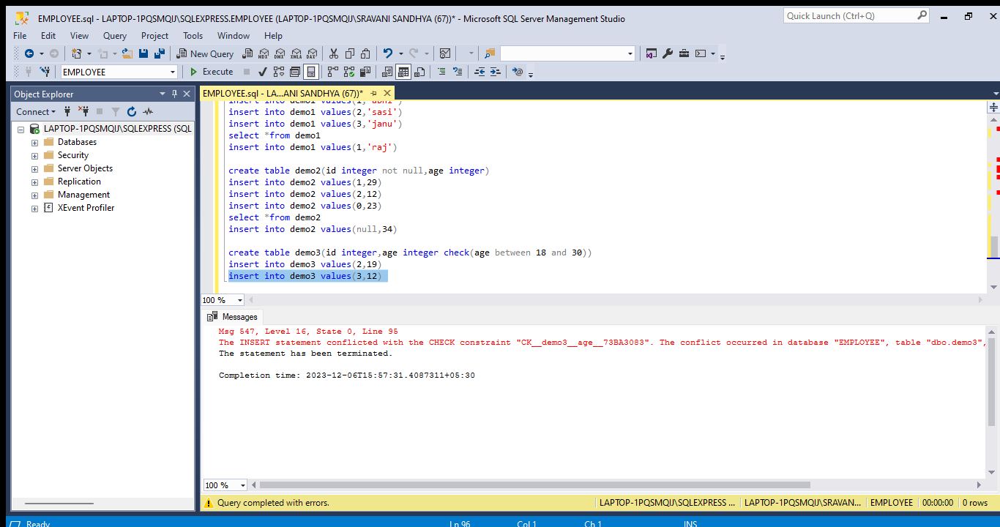 EMPLOYEE.sql - LAPTOP-1PQSMQIJ\SQLEXPRESS.EMPLOYEE (LAPTOP-1PQSMQIJ\SRAVANI SANDHYA (67))* - Microsoft SQL Server Management Studio
Quick Launch (Ctrl+Q)
File Edit View Query Project Tools Window Help
New Query
MDX DMX XMLA DAX
EMPLOYEE
Execute
Object Explorer
EMPLOYEE.sql - LA...ANI SANDHYA (67))*
Connect
LAPTOP-1PQSMQIJ\SQLEXPRESS (SQL
Databases
Security
Server Objects
Replication
Management
XEvent Profiler
insert into demo1 values(1,'abhi')
insert into demo1 values(2,'sasi')
insert into demo1 values(3,'janu')
select *from demo1
insert into demo1 values(1,'raj')
create table demo2(id integer not null,age integer)
insert into demo2 values(1,29)
insert into demo2 values(2,12)
insert into demo2 values(0,23)
select *from demo2
insert into demo2 values(null,34)
create table demo3(id integer,age integer check(age between 18 and 30))
insert into demo3 values(2,19)
insert into demo3 values(3,12)
100 %
Messages
Msg 547, Level 16, State 0, Line 95
The INSERT statement conflicted with the CHECK constraint "CK__demo3__age__73BA3083". The conflict occurred in database "EMPLOYEE", table "dbo.demo3",
The statement has been terminated.
Completion time: 2023-12-06T15:57:31.4087311+05:30
100 %
Query completed with errors.
LAPTOP-1PQSMQIJ\SQLEXPRESS ...
LAPTOP-1PQSMQIJ\SRAVAN...
EMPLOYEE
00:00:00
0 rows
Ready
Ln 96
Col 1
Ch 1
INS